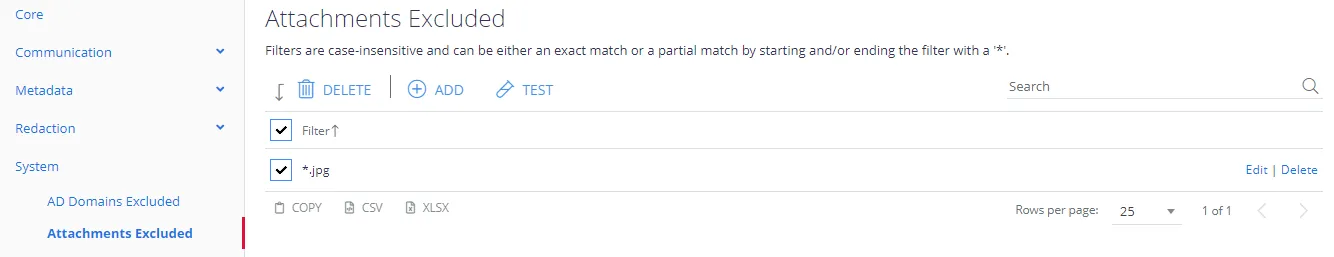 Core
Communication
Metadata
Redaction
System
AD Domains Excluded
Attachments Excluded
Attachments Excluded
Filters are case-insensitive and can be either an exact match or a partial match by starting and/or ending the filter with a '*'.
DELETE ADD TEST Search
Filter↑
*.jpg Edit | Delete
COPY CSV XLSX Rows per page: 25 1 of 1